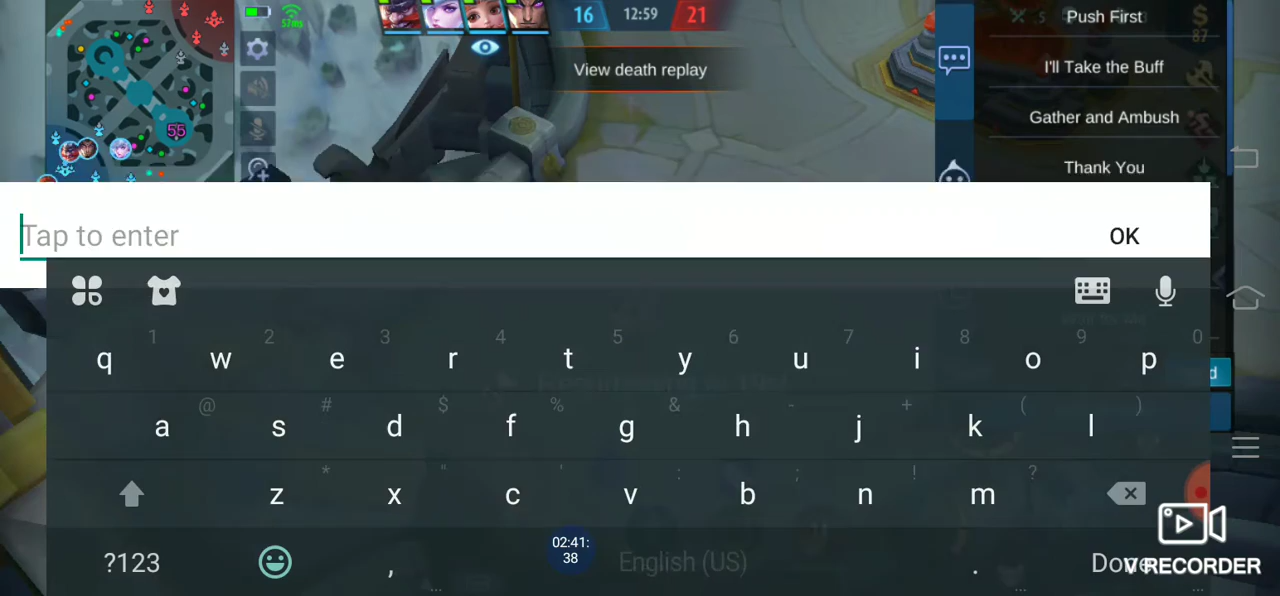 57ms
16 12:59 21
View death replay
55
Push First
87
I'll Take the Buff
Gather and Ambush
Thank You
Tap to enter
OK
1 2 3 4 5 6 7 8 9 0
q w e r t y u i o p
@ # $ % & - + ( )
a s d f g h j k l
* " ' : ; ! ?
z x c v b n m
?123 , English (US) . Done
02:41:
38
V RECORDER